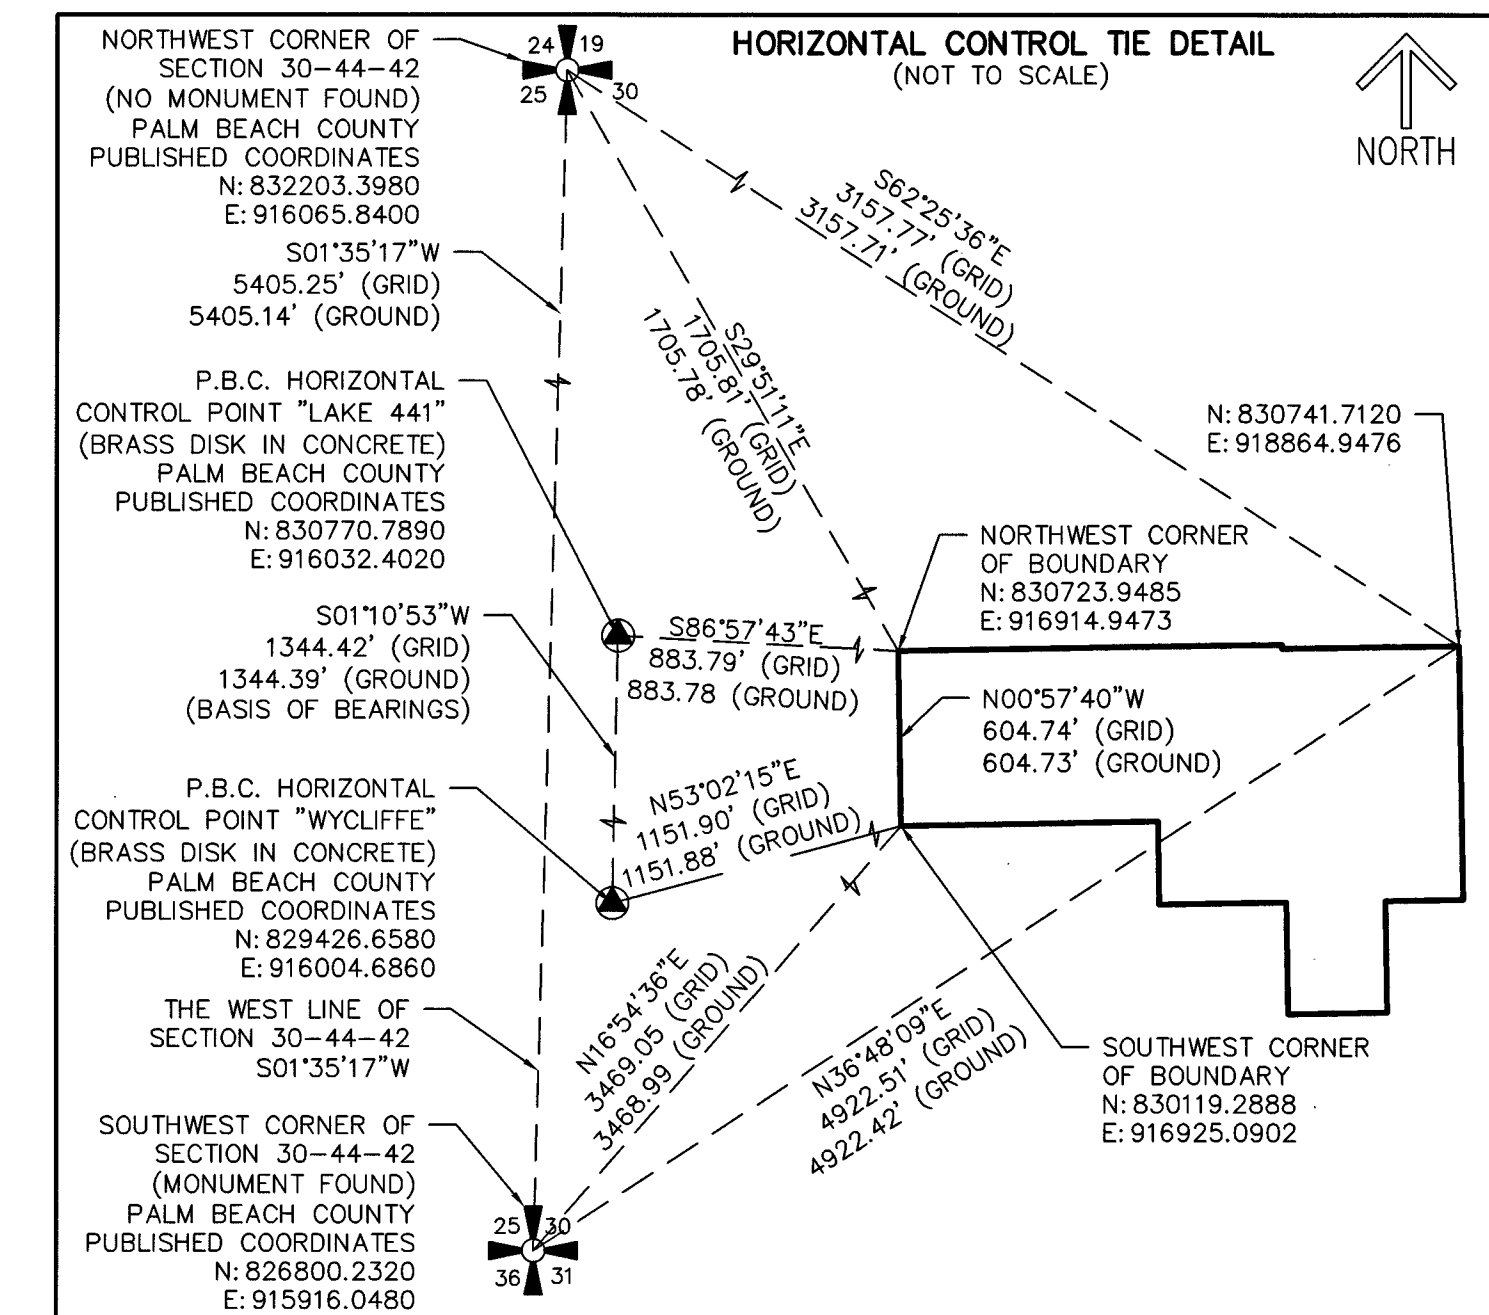 HORIZONTAL CONTROL TIE DETAIL
(NOT TO SCALE)
NORTH
NORTHWEST CORNER OF
SECTION 30-44-42
(NO MONUMENT FOUND)
PALM BEACH COUNTY
PUBLISHED COORDINATES
N: 832203.3980
E: 916065.8400
24 19
25 30
S01°35'17"W
5405.25' (GRID)
5405.14' (GROUND)
S62°25'36"E
3157.77' (GRID)
3157.71' (GROUND)
S29°51'11"E
1705.81' (GRID)
1705.78' (GROUND)
P.B.C. HORIZONTAL
CONTROL POINT "LAKE 441"
(BRASS DISK IN CONCRETE)
PALM BEACH COUNTY
PUBLISHED COORDINATES
N: 830770.7890
E: 916032.4020
N: 830741.7120
E: 918864.9476
NORTHWEST CORNER
OF BOUNDARY
N: 830723.9485
E: 916914.9473
S01°10'53"W
1344.42' (GRID)
1344.39' (GROUND)
(BASIS OF BEARINGS)
S86°57'43"E
883.79' (GRID)
883.78 (GROUND)
N00°57'40"W
604.74' (GRID)
604.73' (GROUND)
P.B.C. HORIZONTAL
CONTROL POINT "WYCLIFFE"
(BRASS DISK IN CONCRETE)
PALM BEACH COUNTY
PUBLISHED COORDINATES
N: 829426.6580
E: 916004.6860
N53°02'15"E
1151.90' (GRID)
1151.88' (GROUND)
THE WEST LINE OF
SECTION 30-44-42
S01°35'17"W
N16°54'36"E
3469.05 (GRID)
3468.99 (GROUND)
N36°48'09"E
4922.51' (GRID)
4922.42' (GROUND)
SOUTHWEST CORNER
OF BOUNDARY
N: 830119.2888
E: 916925.0902
SOUTHWEST CORNER OF
SECTION 30-44-42
(MONUMENT FOUND)
PALM BEACH COUNTY
PUBLISHED COORDINATES
N: 826800.2320
E: 915916.0480
25 30
36 31